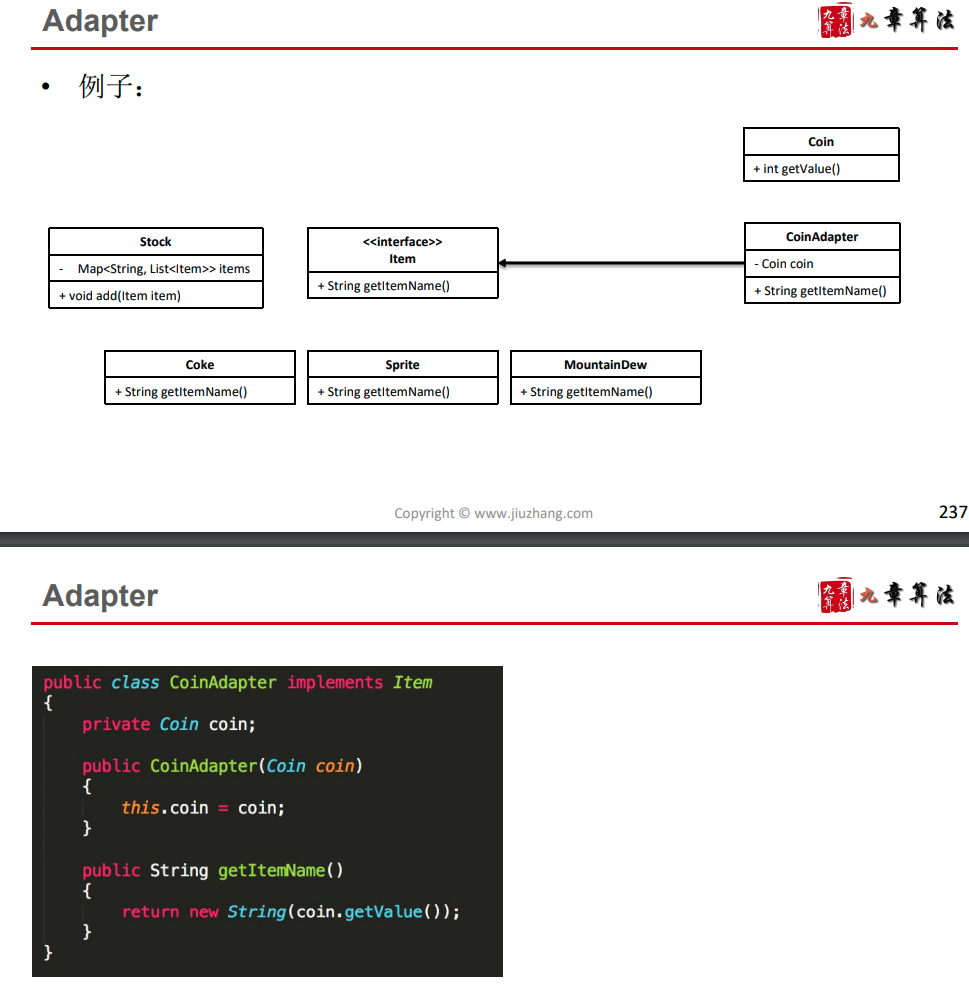 Adapter
九章算法 九章算法
• 例子：
Coin
+ int getValue()
Stock
- Map<String, List<Item>> items
+ void add(Item item)
<<interface>>
Item
+ String getItemName()
CoinAdapter
- Coin coin
+ String getItemName()
Coke
+ String getItemName()
Sprite
+ String getItemName()
MountainDew
+ String getItemName()
Copyright © www.jiuzhang.com
237
Adapter
九章算法 九章算法
public class CoinAdapter implements Item
{
private Coin coin;
public CoinAdapter(Coin coin)
{
this.coin = coin;
}
public String getItemName()
{
return new String(coin.getValue());
}
}